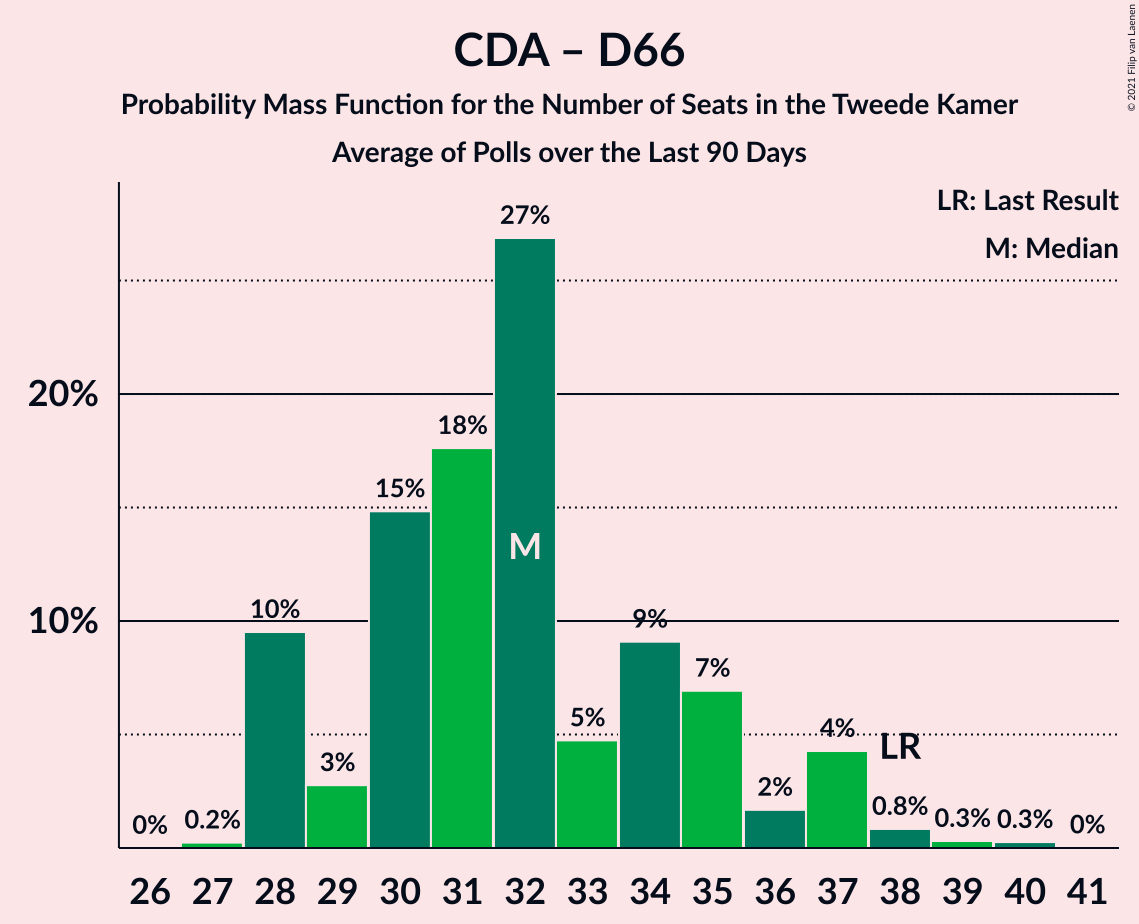 CDA – D66
Probability Mass Function for the Number of Seats in the Tweede Kamer
Average of Polls over the Last 90 Days
© 2021 Filip van Laenen
LR: Last Result
M: Median
27%
20%
18%
15%
M
10%
10%
9%
7%
5%
4%
LR
3%
2%
0%
0.2%
0.8%
0.3%
0.3%
0%
26 27 28 29 30 31 32 33 34 35 36 37 38 39 40 41